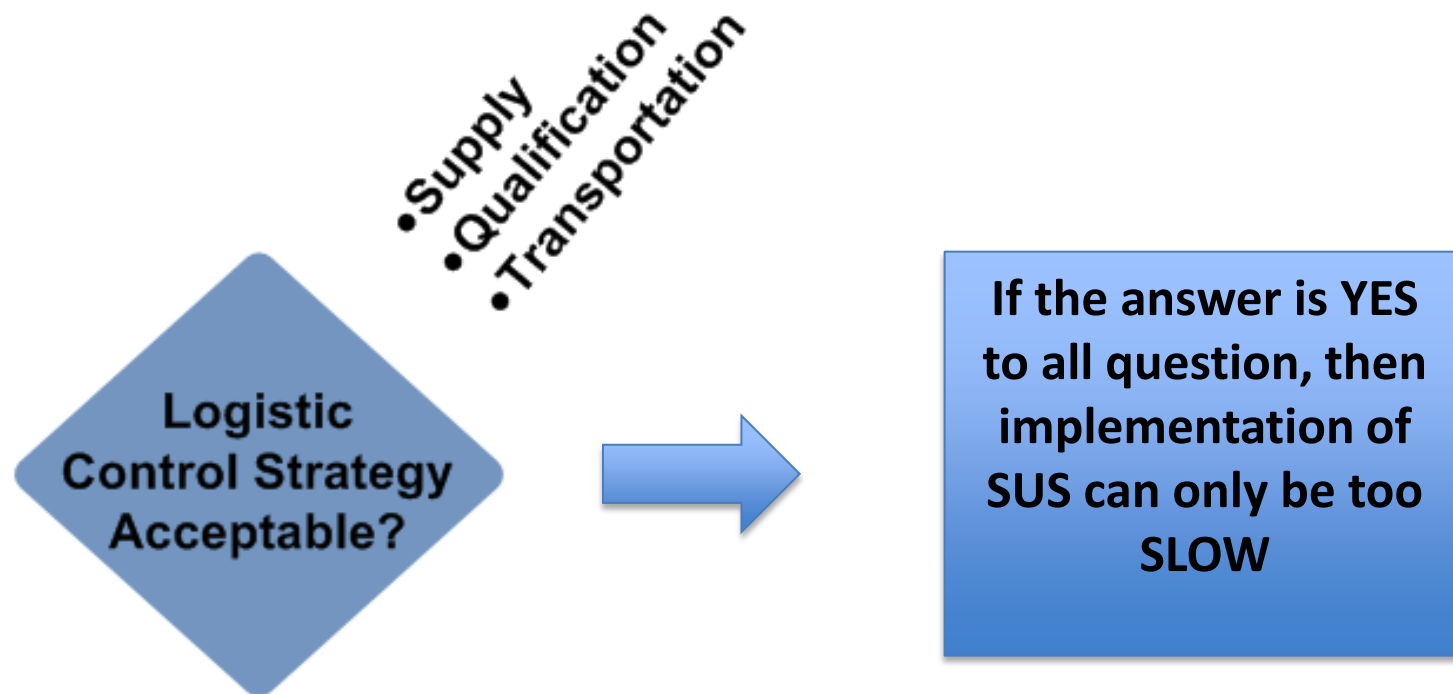 •Supply
•Qualification
•Transportation
Logistic
Control Strategy
Acceptable?
If the answer is YES
to all question, then
implementation of
SUS can only be too
SLOW